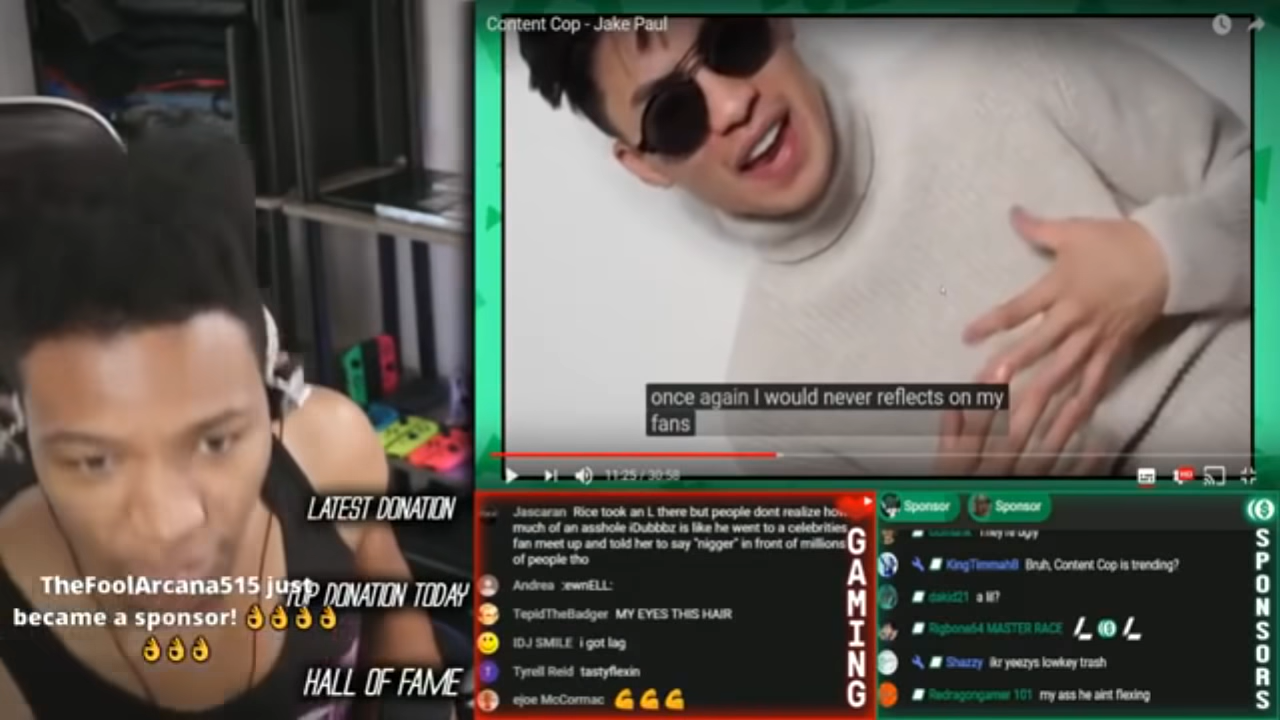 Content Cop - Jake Paul
once again I would never reflects on my
fans
11:25 / 30:58
LATEST DONATION
TheFoolArcana515 just
became a sponsor! 👌👌👌👌
👌👌👌
TOP DONATION TODAY
HALL OF FAME
Jascaran Rice took an L there but people dont realize how
much of an asshole iDubbbz is like he went to a celebrities
fan meet up and told her to say "nigger" in front of millions
of people tho
Andrea :ewnELL:
TepidTheBadger MY EYES THIS HAIR
IDJ SMILE i got lag
T
Tyrell Reid tastyflexin
ejoe McCormac 💪💪💪
GAMING
Sponsor
Sponsor
They're ugly
KingTimmah8 Bruh, Content Cop is trending?
dakid21 a lil?
Rigbone64 MASTER RACE
Shazzy ikr yeezys lowkey trash
Redragongamer 101 my ass he aint flexing
SPONSORS